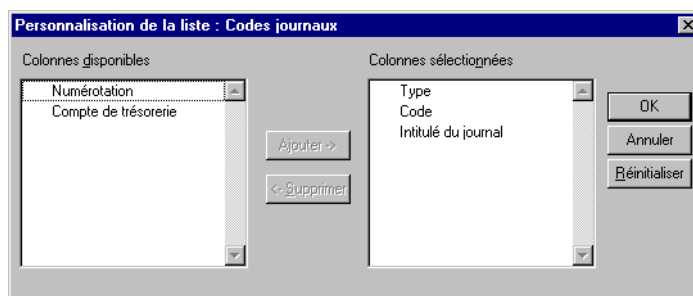 Personnalisation de la liste : Codes journaux
Colonnes disponibles
Colonnes sélectionnées
Numérotation
Compte de trésorerie
Type
Code
Intitulé du journal
Ajouter ->
<- Supprimer
OK
Annuler
Réinitialiser